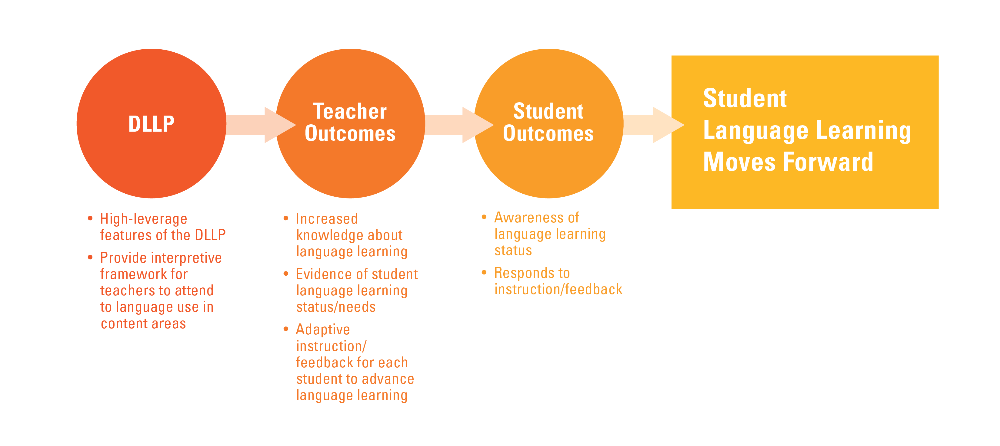 DLLP
• High-leverage
features of the DLLP
• Provide interpretive
framework for
teachers to attend
to language use in
content areas
Teacher
Outcomes
• Increased
knowledge about
language learning
• Evidence of student
language learning
status/needs
• Adaptive
instruction/
feedback for each
student to advance
language learning
Student
Outcomes
• Awareness of
language learning
status
• Responds to
instruction/feedback
Student
Language Learning
Moves Forward